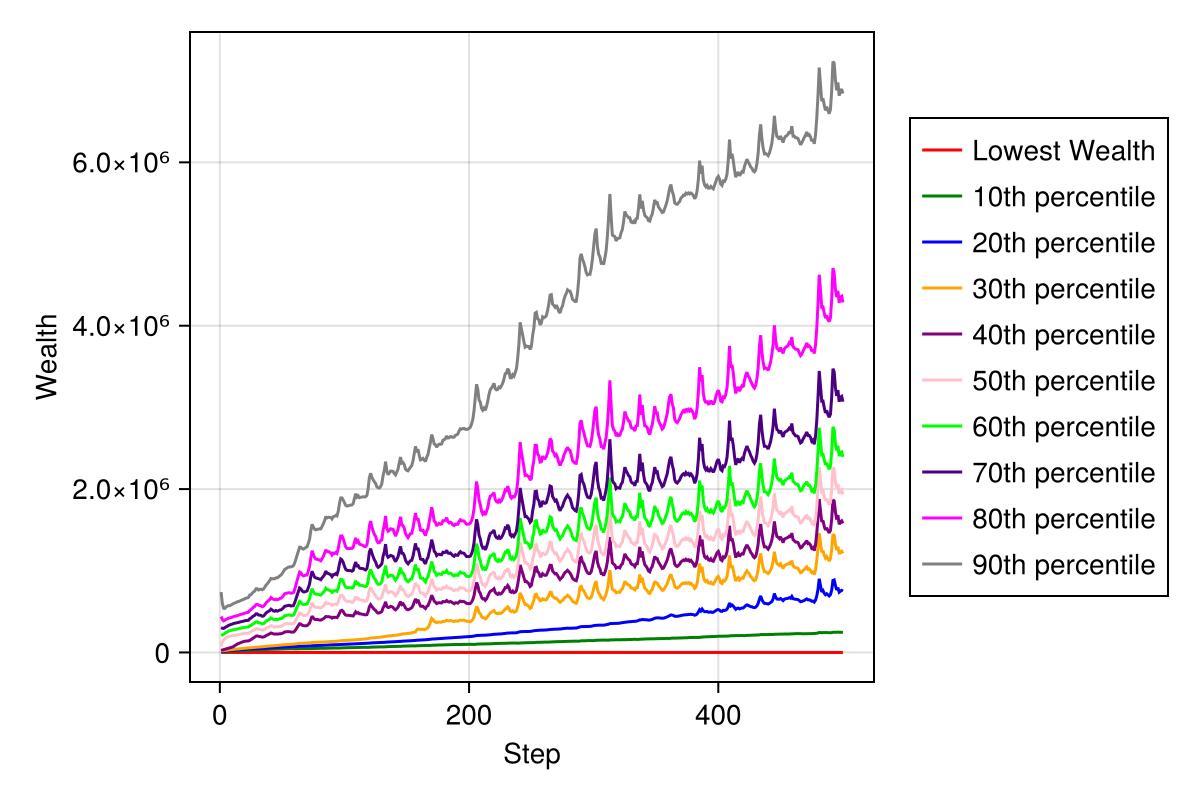 6.0×10⁶
4.0×10⁶
2.0×10⁶
0
Wealth
0
200
400
Step
Lowest Wealth
10th percentile
20th percentile
30th percentile
40th percentile
50th percentile
60th percentile
70th percentile
80th percentile
90th percentile